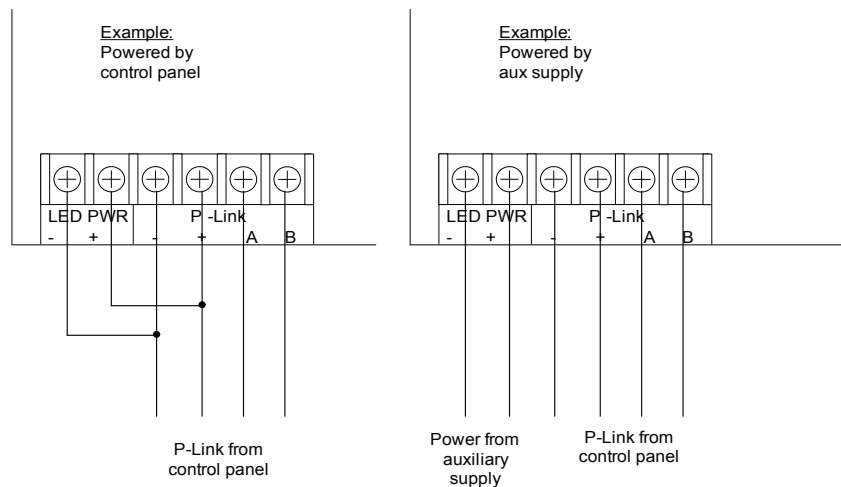 Example:
Powered by
control panel
LED PWR P -Link
- + - + A B
P-Link from
control panel
Example:
Powered by
aux supply
LED PWR P -Link
- + - + A B
Power from
auxiliary
supply
P-Link from
control panel